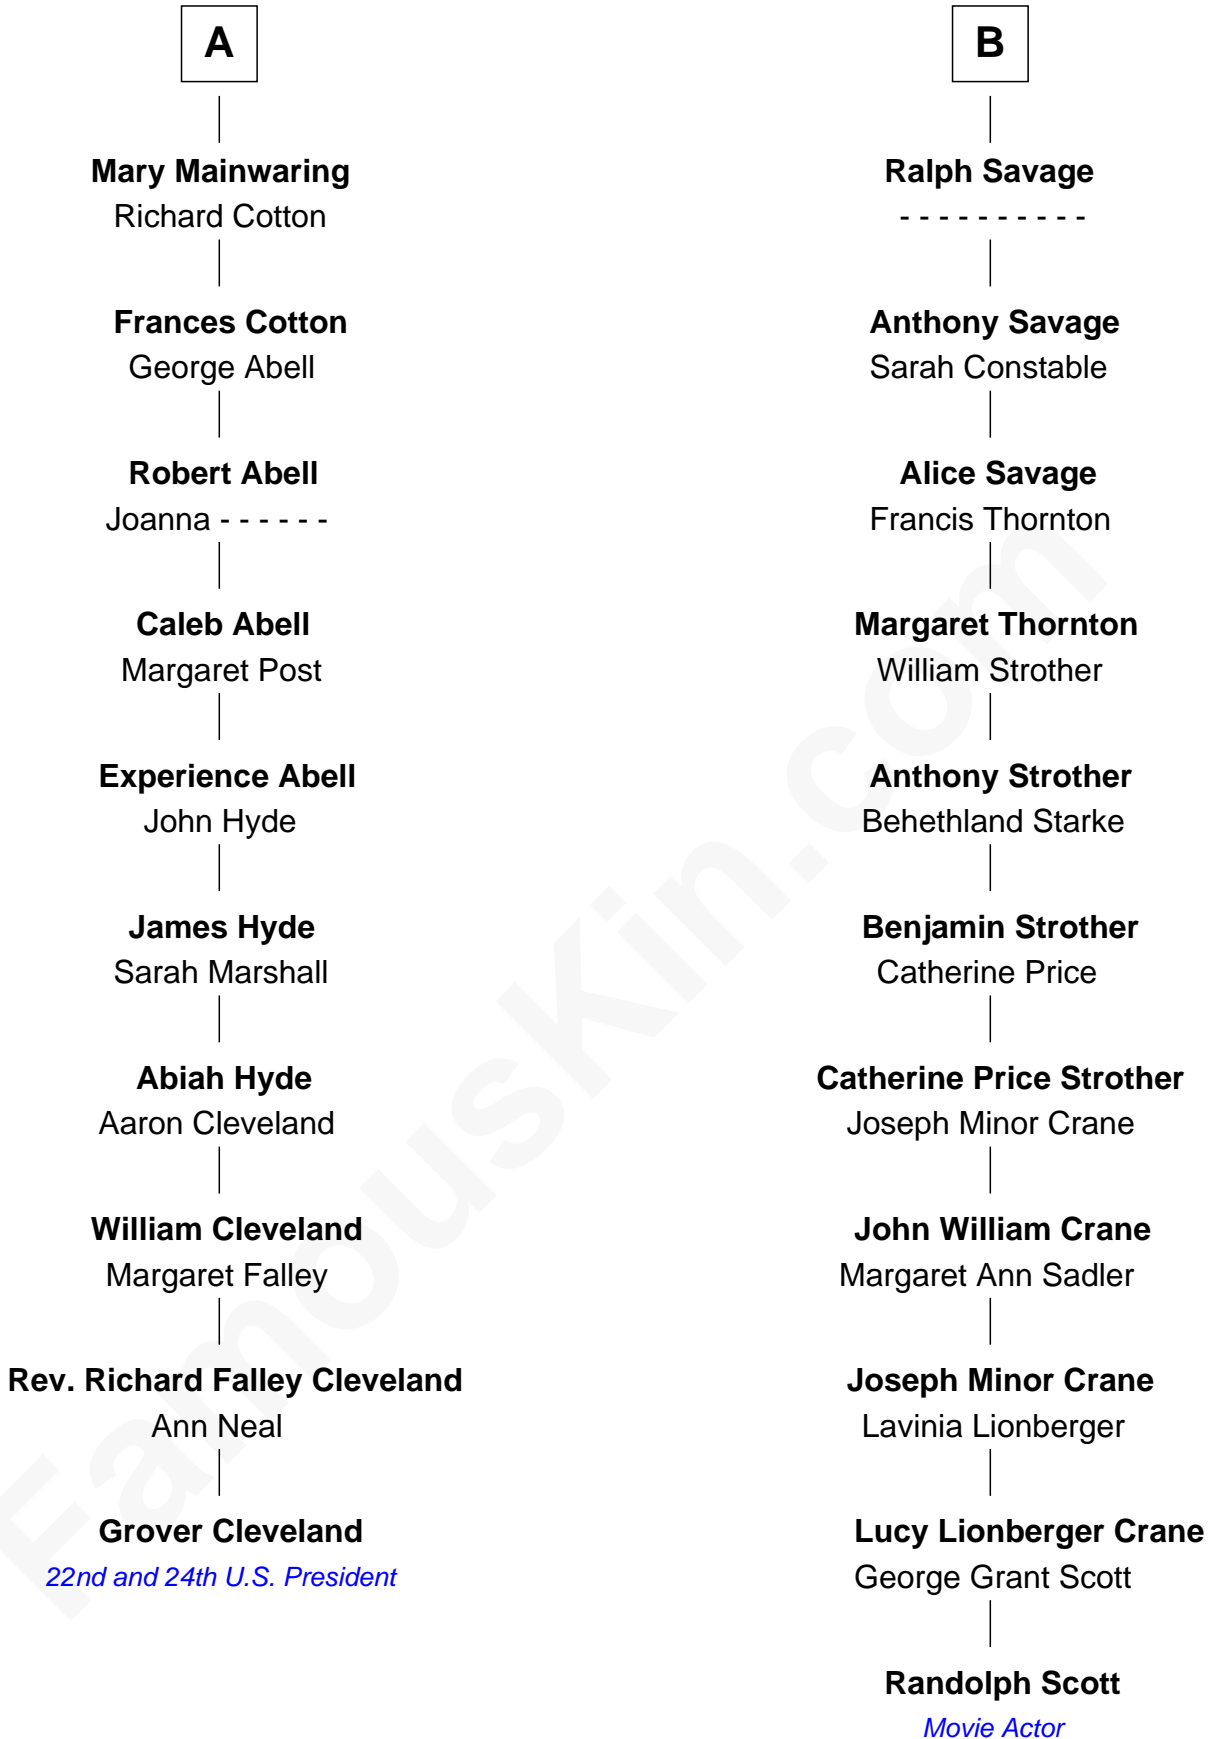 A
Mary Mainwaring
Richard Cotton
Frances Cotton
George Abell
Robert Abell
Joanna - - - - - -
Caleb Abell
Margaret Post
Experience Abell
John Hyde
James Hyde
Sarah Marshall
Abiah Hyde
Aaron Cleveland
William Cleveland
Margaret Falley
Rev. Richard Falley Cleveland
Ann Neal
Grover Cleveland
22nd and 24th U.S. President
B
Ralph Savage
- - - - - - - - - -
Anthony Savage
Sarah Constable
Alice Savage
Francis Thornton
Margaret Thornton
William Strother
Anthony Strother
Behethland Starke
Benjamin Strother
Catherine Price
Catherine Price Strother
Joseph Minor Crane
John William Crane
Margaret Ann Sadler
Joseph Minor Crane
Lavinia Lionberger
Lucy Lionberger Crane
George Grant Scott
Randolph Scott
Movie Actor
FamousKin.com